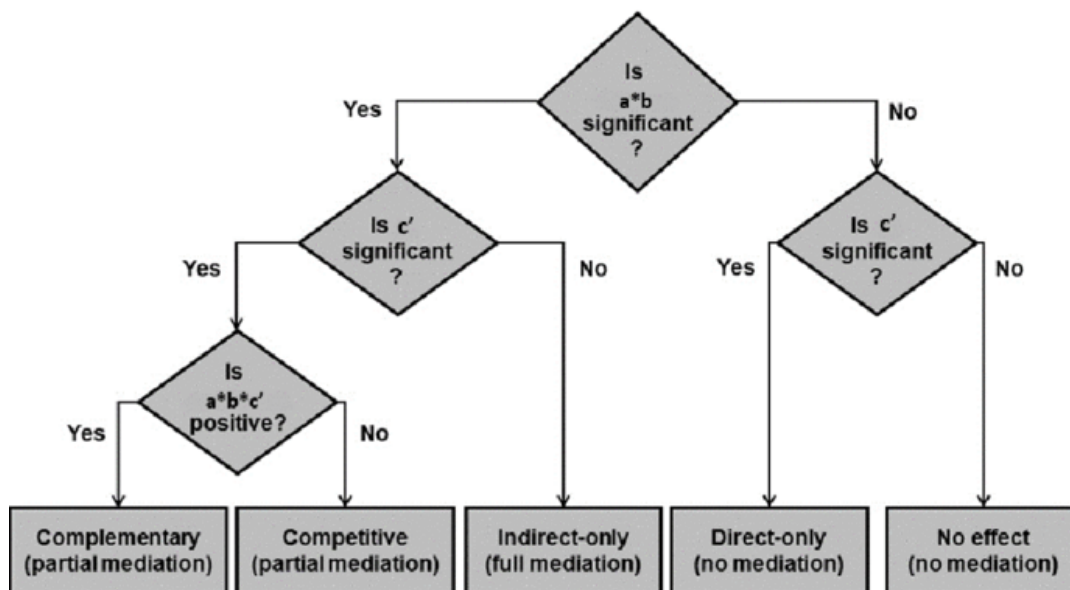 Is
a*b
significant
?
Yes
No
Is c'
significant
?
Is c'
significant
?
Yes
No
Yes
No
Is
a*b*c'
positive?
Yes
No
Complementary
(partial mediation)
Competitive
(partial mediation)
Indirect-only
(full mediation)
Direct-only
(no mediation)
No effect
(no mediation)